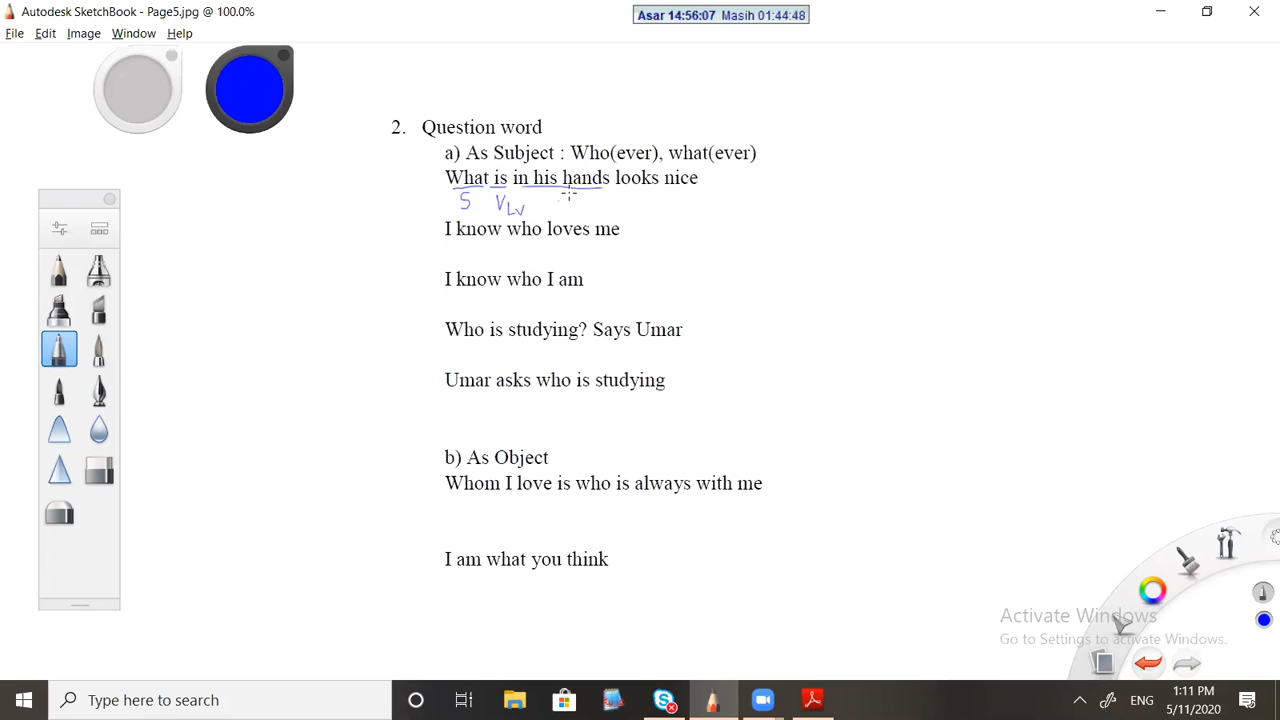 Autodesk SketchBook - Page5.jpg @ 100.0%
Asar 14:56:07 Masih 01:44:48
File Edit Image Window Help
2. Question word
a) As Subject : Who(ever), what(ever)
What is in his hands looks nice
S V LV
I know who loves me
I know who I am
Who is studying? Says Umar
Umar asks who is studying
b) As Object
Whom I love is who is always with me
I am what you think
Activate Windows
Go to Settings to activate Windows.
Type here to search
ENG
1:11 PM
5/11/2020